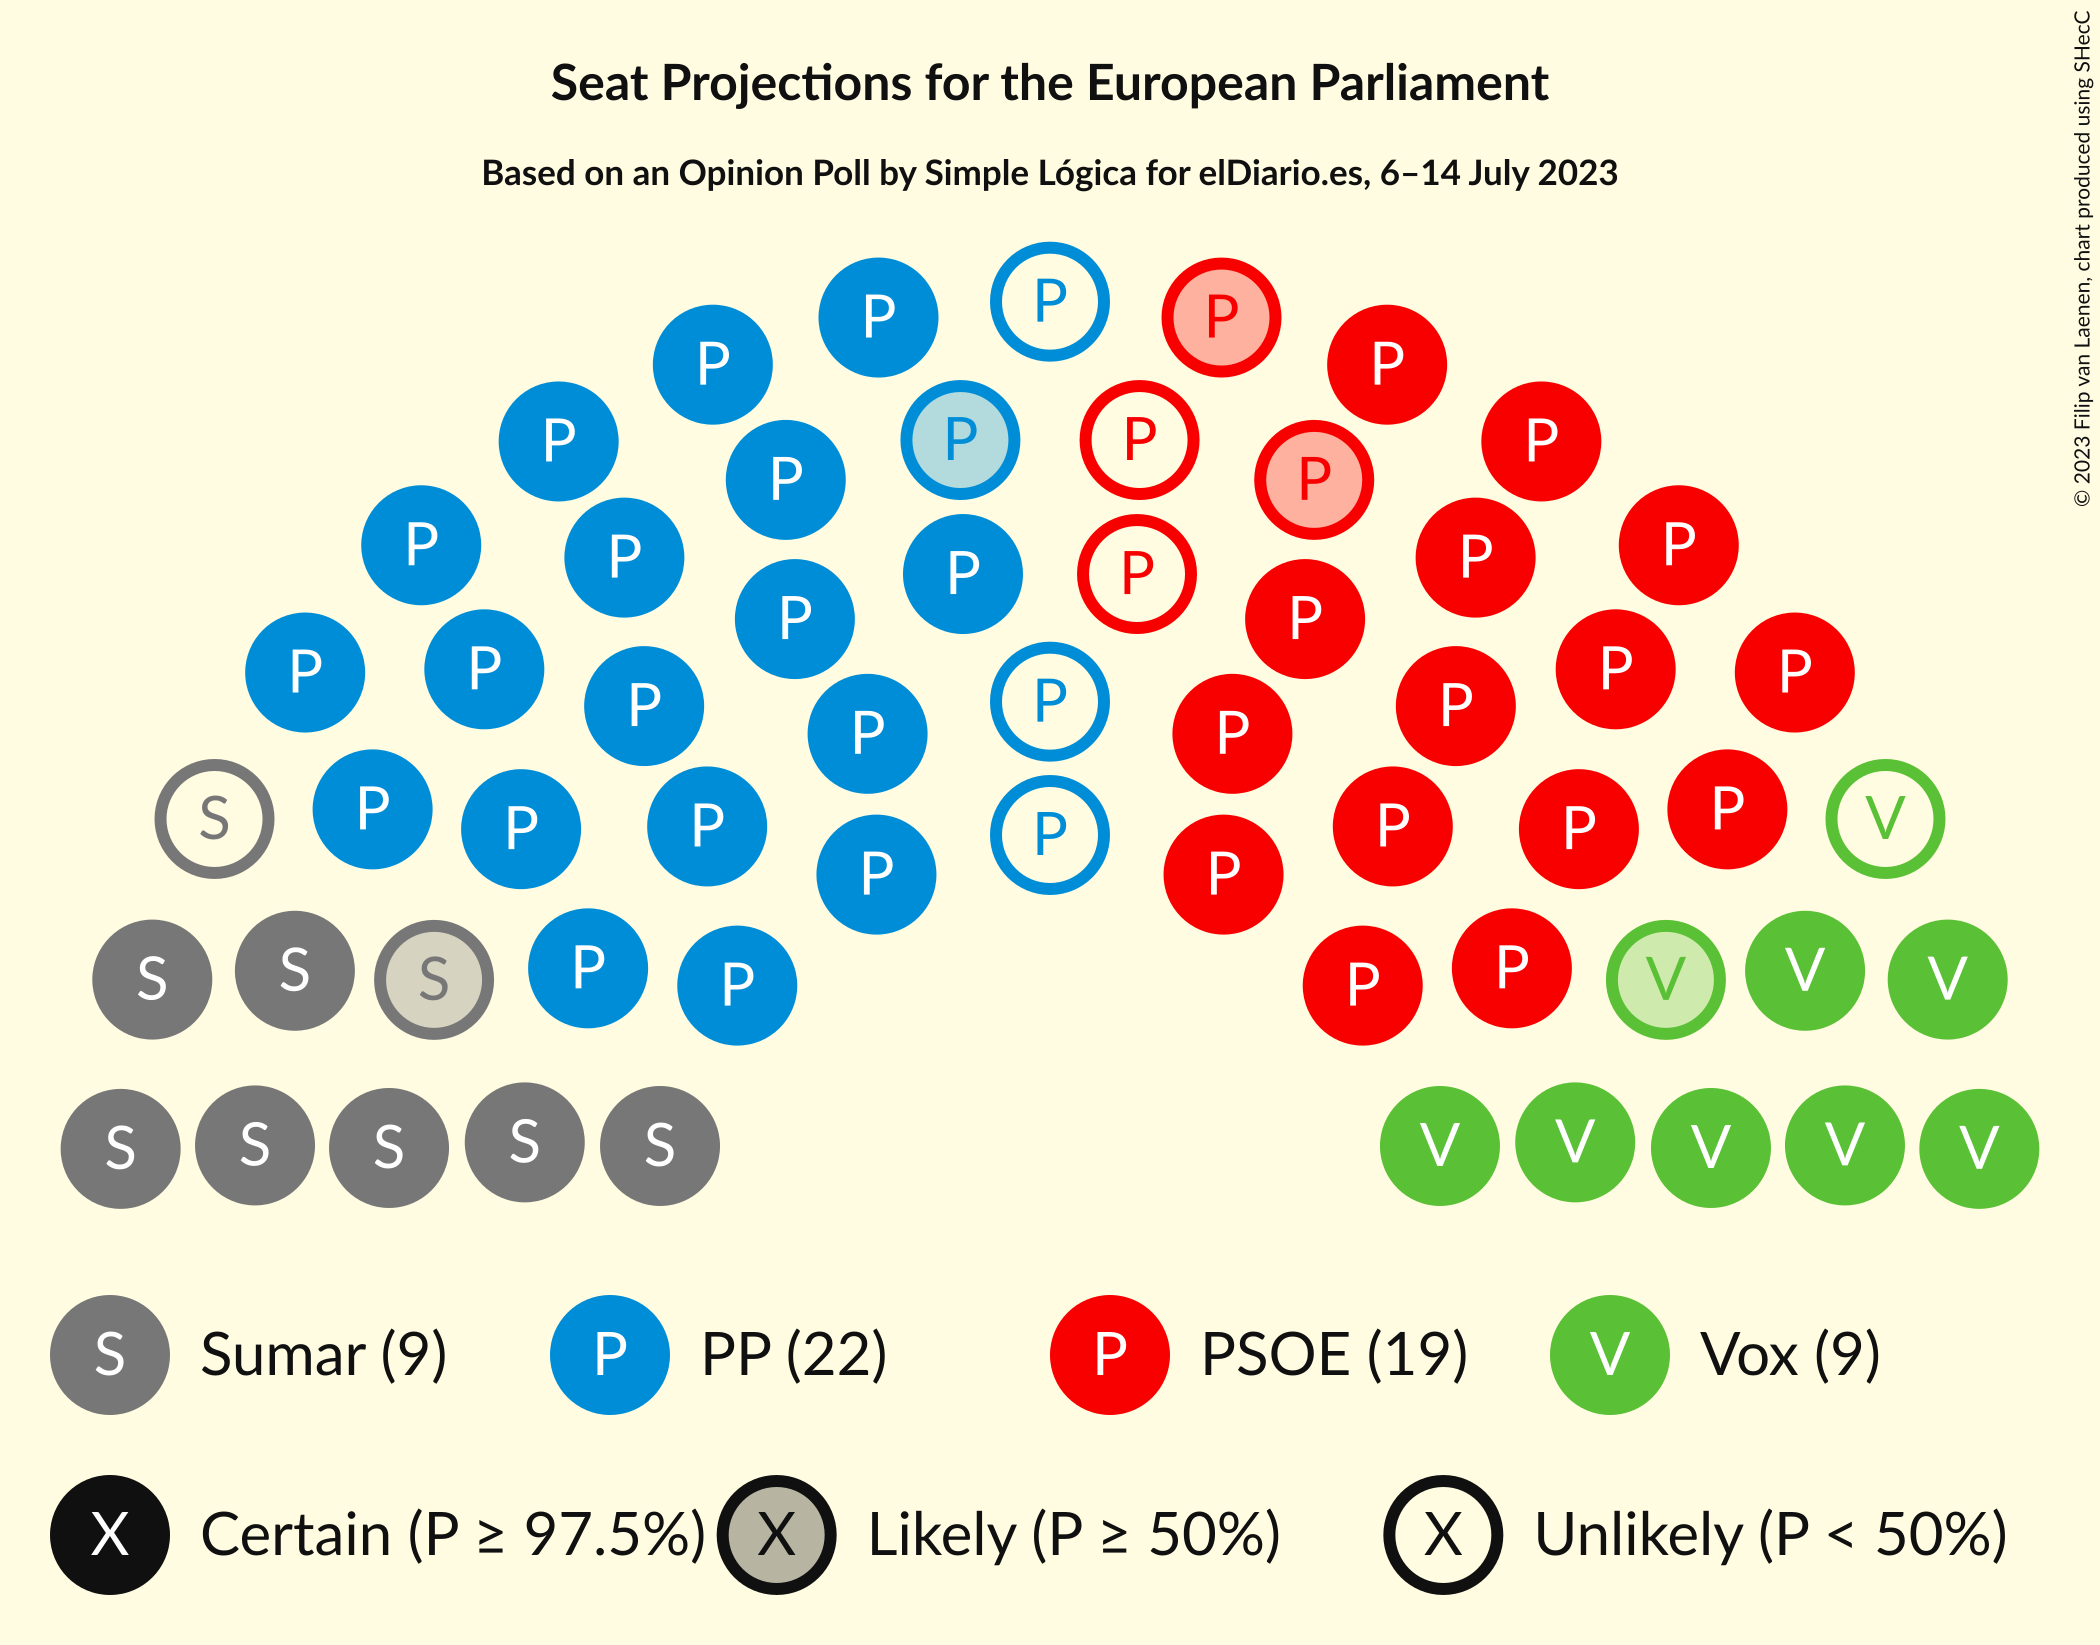 Seat Projections for the European Parliament
Based on an Opinion Poll by Simple Lógica for elDiario.es, 6–14 July 2023
© 2023 Filip van Laenen, chart produced using SHecC
P P P P P
P P P P P P
P P P P
P P P P
P P P P P P
P P P P
S P P P P P P P P V
P P
S S S P P P P V V V
S S S S S V V V V V
S Sumar (9) P PP (22) P PSOE (19) V Vox (9)
X Certain (P ≥ 97.5%) X Likely (P ≥ 50%) X Unlikely (P < 50%)